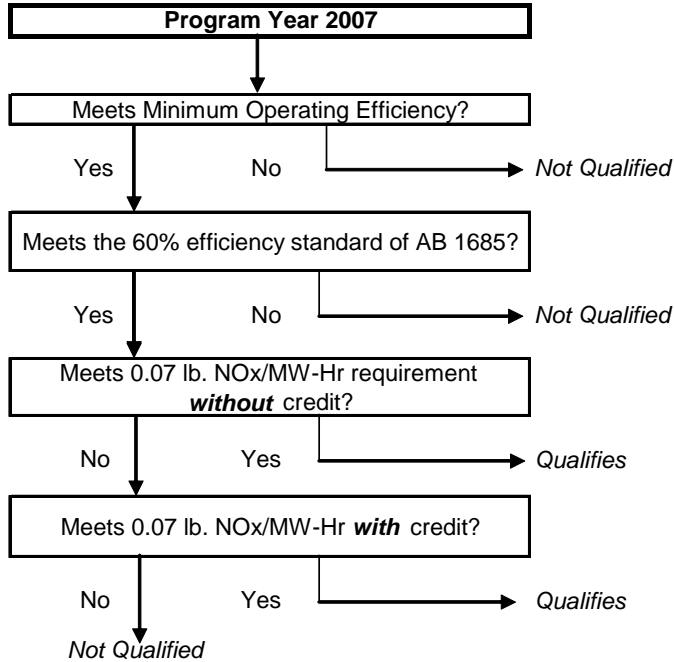 Program Year 2007
Meets Minimum Operating Efficiency?
Yes No Not Qualified
Meets the 60% efficiency standard of AB 1685?
Yes No Not Qualified
Meets 0.07 lb. NOx/MW-Hr requirement
without credit?
No Yes Qualifies
Meets 0.07 lb. NOx/MW-Hr with credit?
No Yes Qualifies
Not Qualified